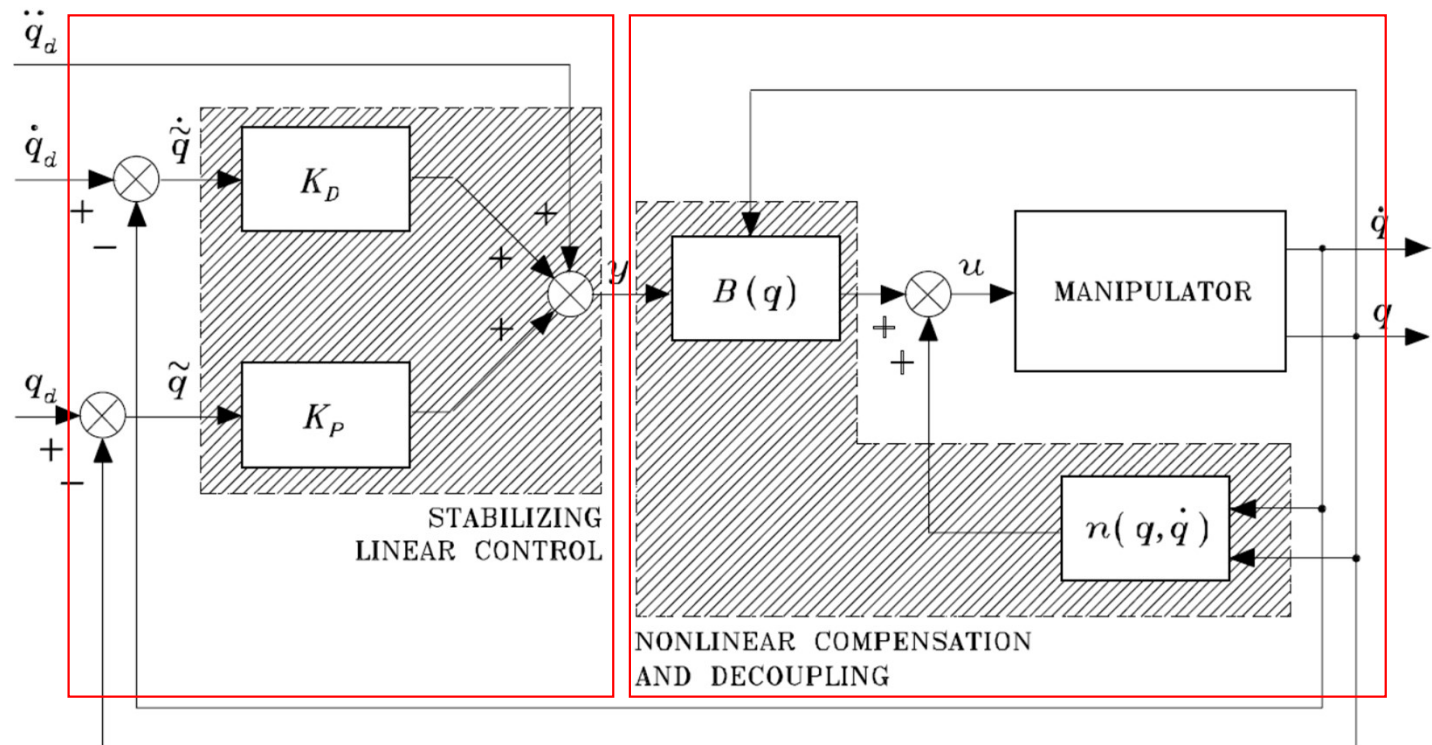 q̈_d
q̇_d
+
−
q̃̇
K_D
+
+
+
y
B(q)
+
+
u
MANIPULATOR
q̇
q
q_d
+
−
q̃
K_P
STABILIZING
LINEAR CONTROL
n(q,q̇)
NONLINEAR COMPENSATION
AND DECOUPLING